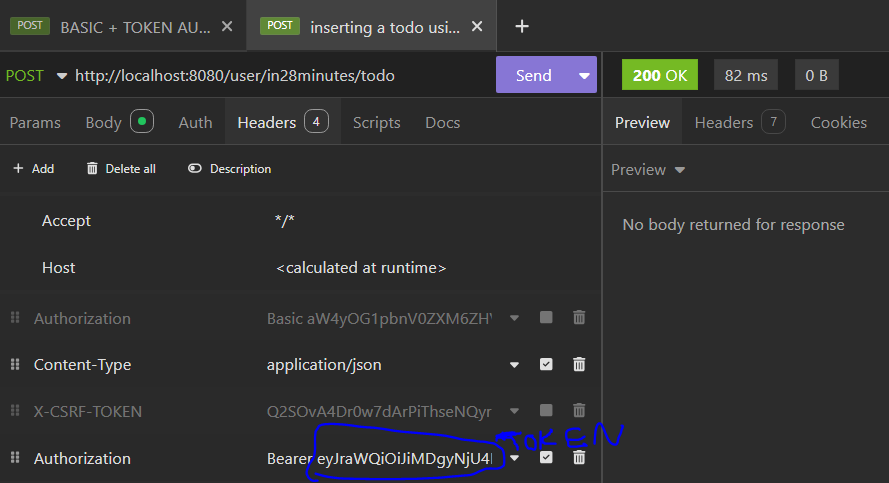 POST BASIC + TOKEN AU... POST inserting a todo usi...
POST http://localhost:8080/user/in28minutes/todo Send 200 OK 82 ms 0 B
Params Body Auth Headers 4 Scripts Docs Preview Headers 7 Cookies
Add Delete all Description Preview
Accept */*
No body returned for response
Host <calculated at runtime>
Authorization Basic aW4yOG1pbnV0ZXM6ZH
Content-Type application/json
X-CSRF-TOKEN Q2SOvA4Dr0w7dArPiThseNQyr
TOKEN
Authorization Bearer eyJraWQiOiJiMDgyNjU4